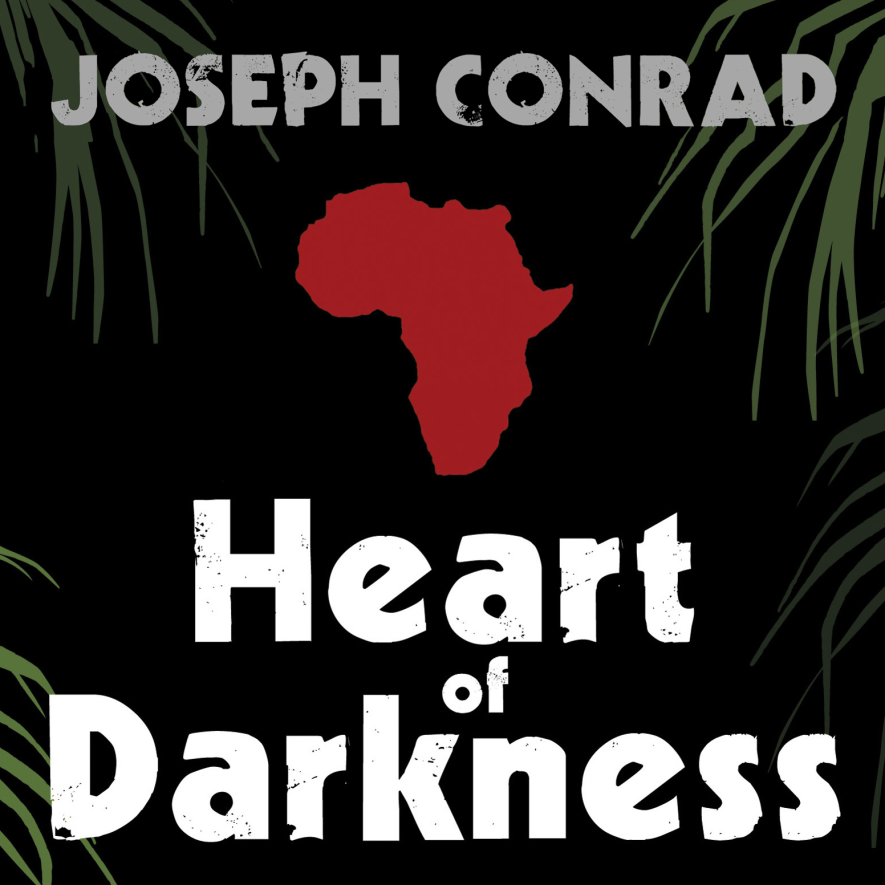 JOSEPH CONRAD
Heart
of
Darkness